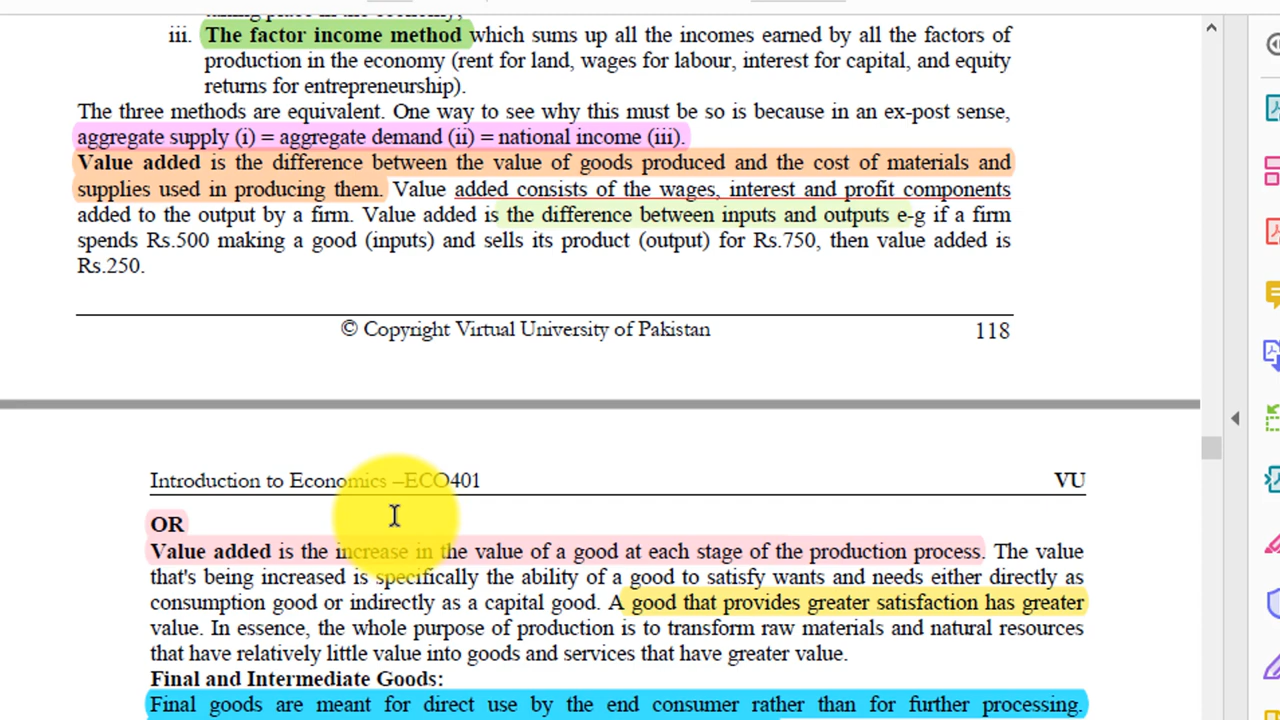 iii. The factor income method which sums up all the incomes earned by all the factors of
production in the economy (rent for land, wages for labour, interest for capital, and equity
returns for entrepreneurship).
The three methods are equivalent. One way to see why this must be so is because in an ex-post sense,
aggregate supply (i) = aggregate demand (ii) = national income (iii).
Value added is the difference between the value of goods produced and the cost of materials and
supplies used in producing them. Value added consists of the wages, interest and profit components
added to the output by a firm. Value added is the difference between inputs and outputs e-g if a firm
spends Rs.500 making a good (inputs) and sells its product (output) for Rs.750, then value added is
Rs.250.
© Copyright Virtual University of Pakistan 118
Introduction to Economics –ECO401 VU
OR
Value added is the increase in the value of a good at each stage of the production process. The value
that's being increased is specifically the ability of a good to satisfy wants and needs either directly as
consumption good or indirectly as a capital good. A good that provides greater satisfaction has greater
value. In essence, the whole purpose of production is to transform raw materials and natural resources
that have relatively little value into goods and services that have greater value.
Final and Intermediate Goods:
Final goods are meant for direct use by the end consumer rather than for further processing.